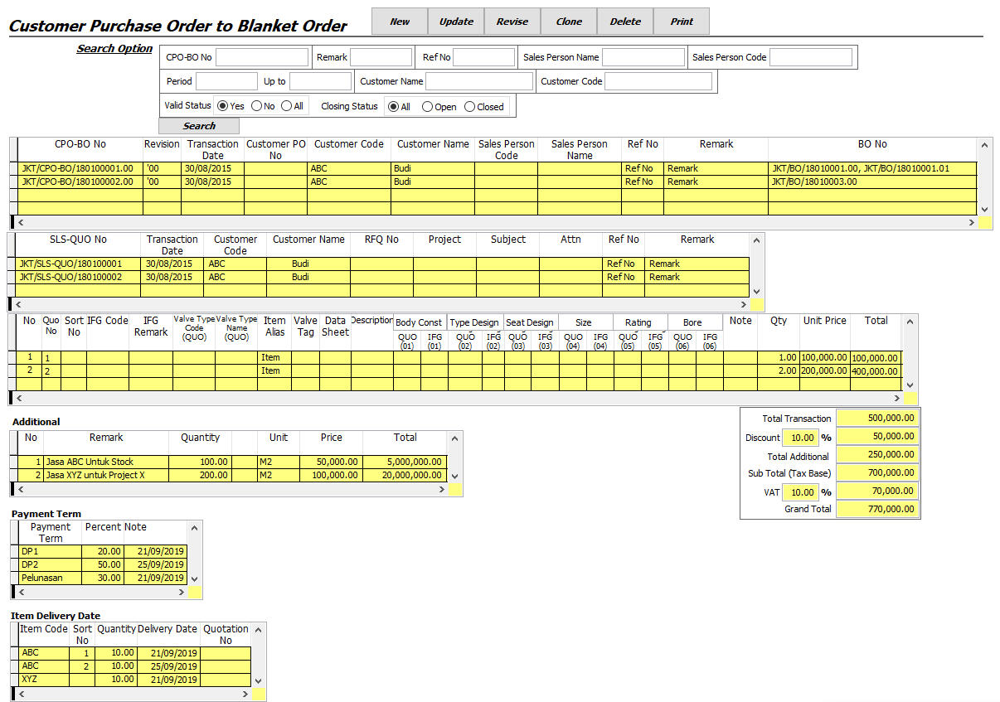 Customer Purchase Order to Blanket Order
New Update Revise Clone Delete Print
Search Option
CPO-BO No Remark Ref No Sales Person Name Sales Person Code
Period Up to Customer Name Customer Code
Valid Status Yes No All Closing Status All Open Closed
Search
CPO-BO No Revision Transaction Date Customer PO No Customer Code Customer Name Sales Person Code Sales Person Name Ref No Remark BO No
JKT/CPO-BO/180100001.00 '00 30/08/2015 ABC Budi Ref No Remark JKT/BO/18010001.00, JKT/BO/18010001.01
JKT/CPO-BO/180100002.00 '00 30/08/2015 ABC Budi Ref No Remark JKT/BO/18010003.00
SLS-QUO No Transaction Date Customer Code Customer Name RFQ No Project Subject Attn Ref No Remark
JKT/SLS-QUO/180100001 30/08/2015 ABC Budi Ref No Remark
JKT/SLS-QUO/180100002 30/08/2015 ABC Budi Ref No Remark
No Quo No Sort No IFG Code IFG Remark Valve Type Code (QUO) Valve Type Name (QUO) Item Alias Valve Tag Data Sheet Description Body Const Type Design Seat Design Size Rating Bore Note Qty Unit Price Total
QUO (01) IFG (01) QUO (02) IFG (02) QUO (03) IFG (03) QUO (04) IFG (04) QUO (05) IFG (05) QUO (06) IFG (06)
1 1 Item 1.00 100,000.00 100,000.00
2 2 Item 2.00 200,000.00 400,000.00
Total Transaction 500,000.00
Discount 10.00 % 50,000.00
Total Additional 250,000.00
Sub Total (Tax Base) 700,000.00
VAT 10.00 % 70,000.00
Grand Total 770,000.00
Additional
No Remark Quantity Unit Price Total
1 Jasa ABC Untuk Stock 100.00 M2 50,000.00 5,000,000.00
2 Jasa XYZ untuk Project X 200.00 M2 100,000.00 20,000,000.00
Payment Term
Payment Term Percent Note
DP1 20.00 21/09/2019
DP2 50.00 25/09/2019
Pelunasan 30.00 21/09/2019
Item Delivery Date
Item Code Sort No Quantity Delivery Date Quotation No
ABC 1 10.00 21/09/2019
ABC 2 10.00 25/09/2019
XYZ 10.00 21/09/2019